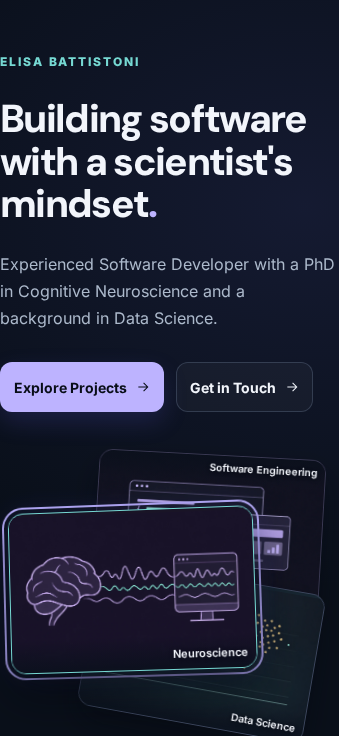 ELISA BATTISTONI
Building software
with a scientist's
mindset.
Experienced Software Developer with a PhD
in Cognitive Neuroscience and a
background in Data Science.
Explore Projects →
Get in Touch →
Software Engineering
Neuroscience
Data Science